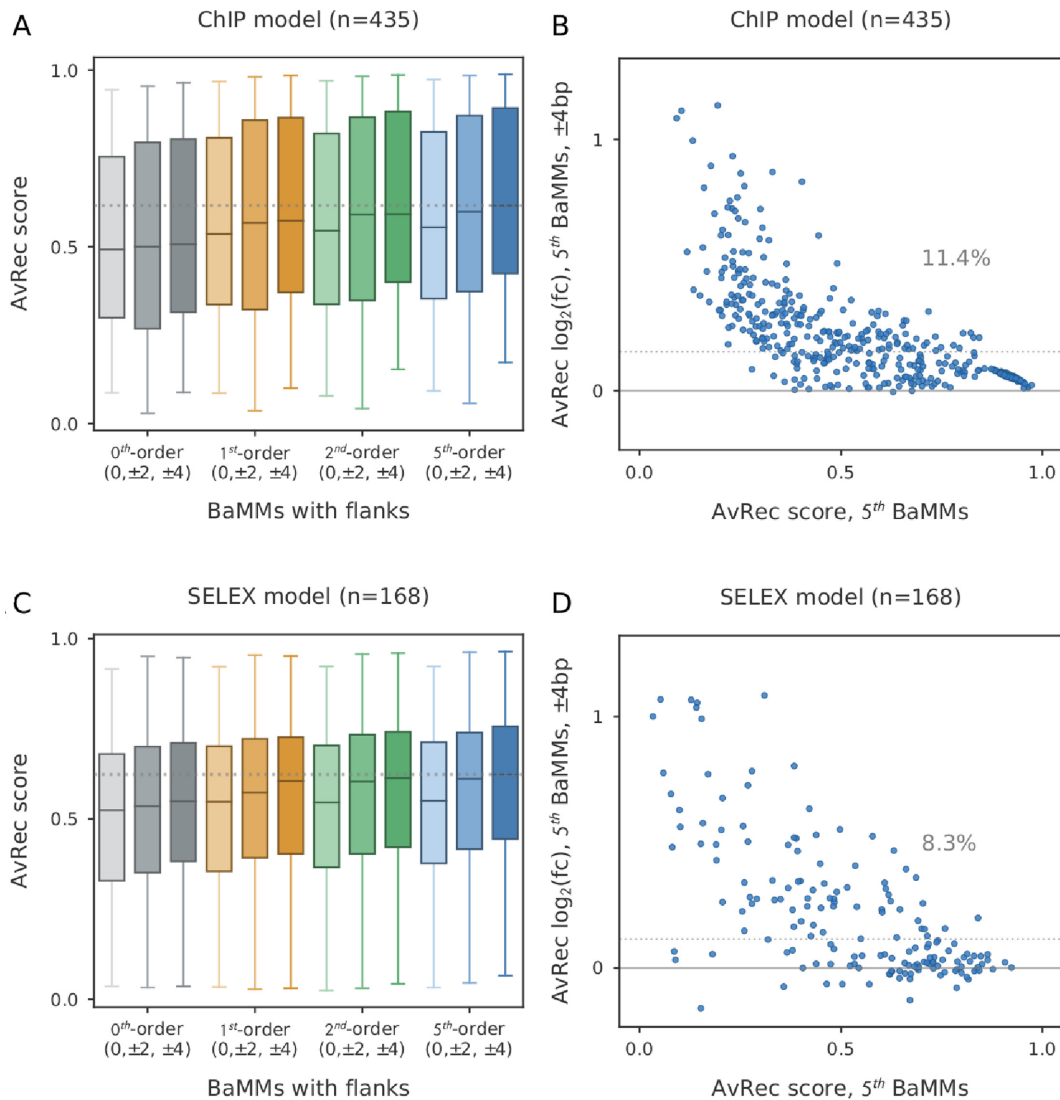 A
ChIP model (n=435)
1.0
0.5
0.0
AvRec score
0th-order 1st-order 2nd-order 5th-order
(0,±2, ±4) (0,±2, ±4) (0,±2, ±4) (0,±2, ±4)
BaMMs with flanks
B
ChIP model (n=435)
1
0
AvRec log2(fc), 5th BaMMs, ±4bp
11.4%
0.0 0.5 1.0
AvRec score, 5th BaMMs
C
SELEX model (n=168)
1.0
0.5
0.0
AvRec score
0th-order 1st-order 2nd-order 5th-order
(0,±2, ±4) (0,±2, ±4) (0,±2, ±4) (0,±2, ±4)
BaMMs with flanks
D
SELEX model (n=168)
1
0
AvRec log2(fc), 5th BaMMs, ±4bp
8.3%
0.0 0.5 1.0
AvRec score, 5th BaMMs